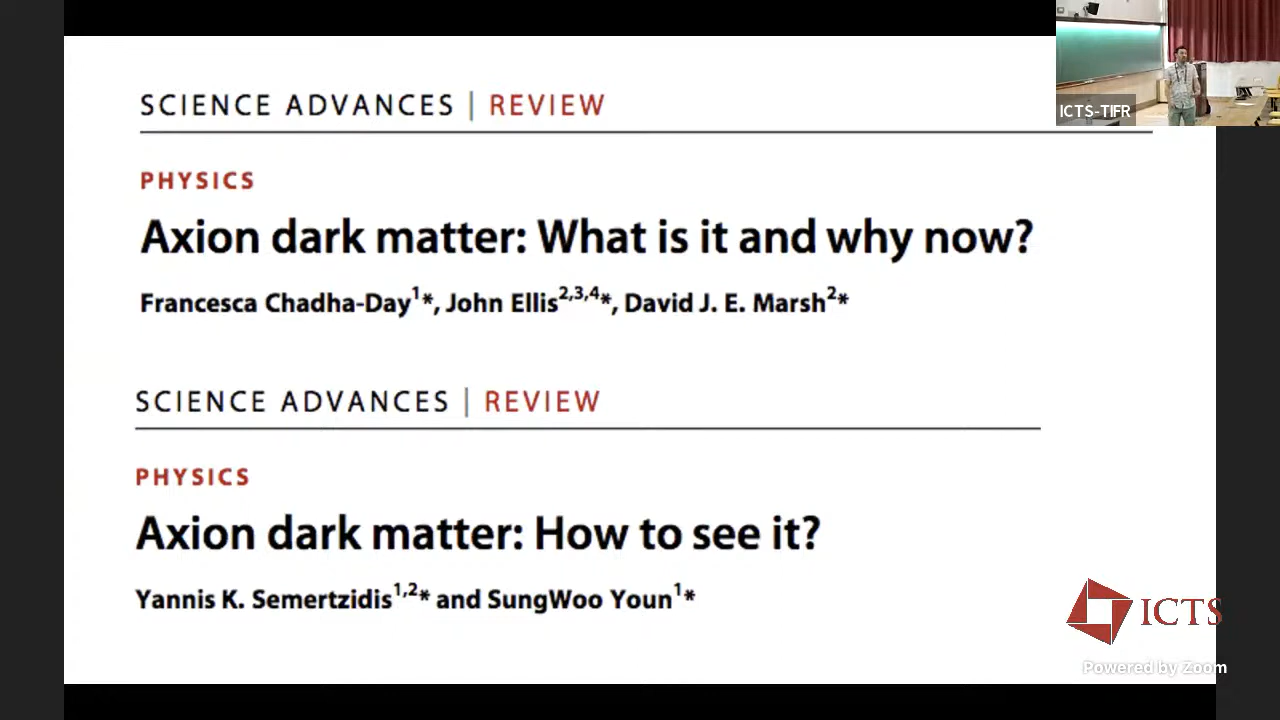 SCIENCE ADVANCES | REVIEW
PHYSICS
Axion dark matter: What is it and why now?
Francesca Chadha-Day1*, John Ellis2,3,4*, David J. E. Marsh2*
SCIENCE ADVANCES | REVIEW
PHYSICS
Axion dark matter: How to see it?
Yannis K. Semertzidis1,2* and SungWoo Youn1*
ICTS-TIFR
ICTS
Powered by Zoom